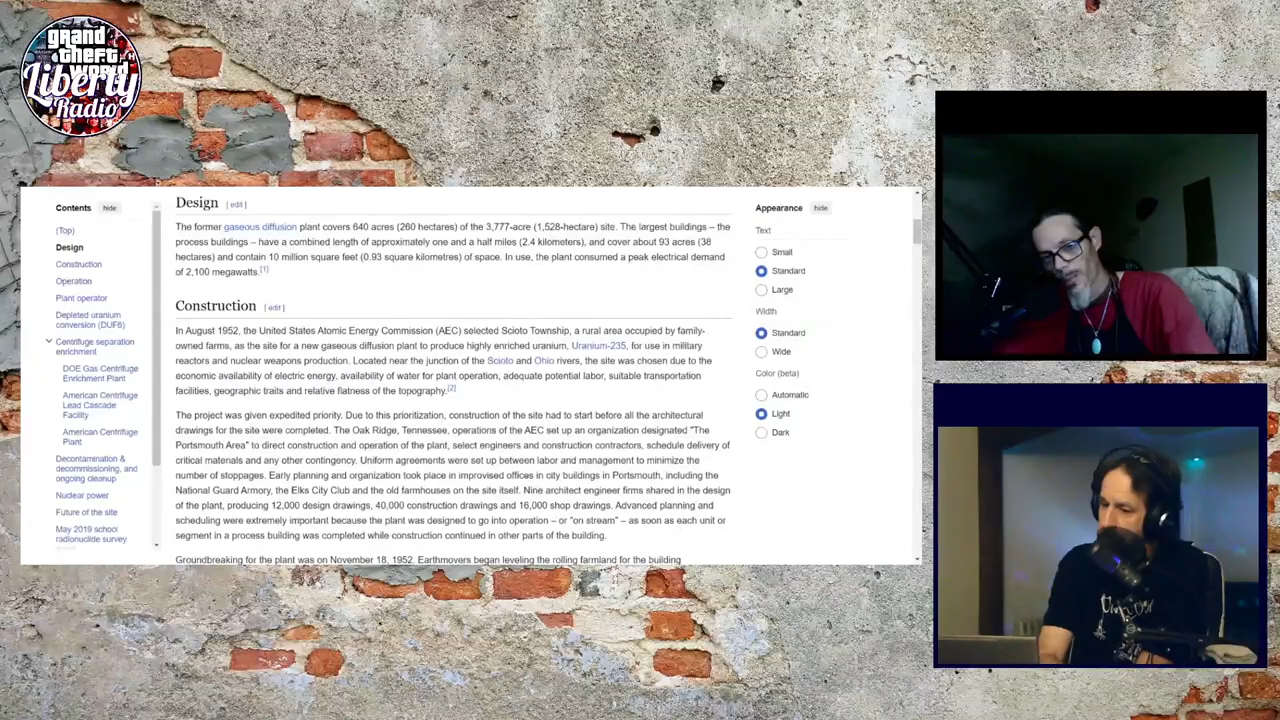 grand
theft
world
Liberty
Radio
Contents hide
(Top)
Design
Construction
Operation
Plant operator
Depleted uranium
conversion (DUF6)
Centrifuge separation
enrichment
DOE Gas Centrifuge
Enrichment Plant
American Centrifuge
Lead Cascade
Facility
American Centrifuge
Plant
Decontamination &
decommissioning, and
ongoing cleanup
Nuclear power
Future of the site
May 2019 school
radionuclide survey
Design [ edit ]
The former gaseous diffusion plant covers 640 acres (260 hectares) of the 3,777-acre (1,528-hectare) site. The largest buildings – the
process buildings – have a combined length of approximately one and a half miles (2.4 kilometers), and cover about 93 acres (38
hectares) and contain 10 million square feet (0.93 square kilometres) of space. In use, the plant consumed a peak electrical demand
of 2,100 megawatts.[1]
Construction [ edit ]
In August 1952, the United States Atomic Energy Commission (AEC) selected Scioto Township, a rural area occupied by family-
owned farms, as the site for a new gaseous diffusion plant to produce highly enriched uranium, Uranium-235, for use in military
reactors and nuclear weapons production. Located near the junction of the Scioto and Ohio rivers, the site was chosen due to the
economic availability of electric energy, availability of water for plant operation, adequate potential labor, suitable transportation
facilities, geographic traits and relative flatness of the topography.[2]
The project was given expedited priority. Due to this prioritization, construction of the site had to start before all the architectural
drawings for the site were completed. The Oak Ridge, Tennessee, operations of the AEC set up an organization designated "The
Portsmouth Area" to direct construction and operation of the plant, select engineers and construction contractors, schedule delivery of
critical materials and any other contingency. Uniform agreements were set up between labor and management to minimize the
number of stoppages. Early planning and organization took place in improvised offices in city buildings in Portsmouth, including the
National Guard Armory, the Elks City Club and the old farmhouses on the site itself. Nine architect engineer firms shared in the design
of the plant, producing 12,000 design drawings, 40,000 construction drawings and 16,000 shop drawings. Advanced planning and
scheduling were extremely important because the plant was designed to go into operation – or "on stream" – as soon as each unit or
segment in a process building was completed while construction continued in other parts of the building.
Groundbreaking for the plant was on November 18, 1952. Earthmovers began leveling the rolling farmland for the building
Appearance hide
Text
Small
Standard
Large
Width
Standard
Wide
Color (beta)
Automatic
Light
Dark